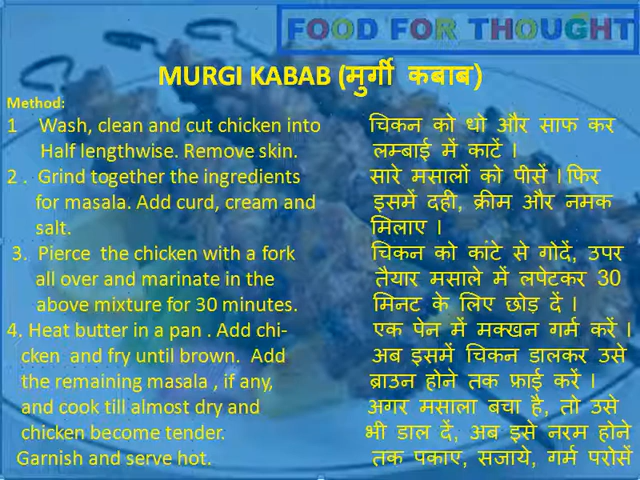 FOOD FOR THOUGHT
MURGI KABAB (मुर्गी कबाब)
Method:
1 Wash, clean and cut chicken into
Half lengthwise. Remove skin.
2 . Grind together the ingredients
for masala. Add curd, cream and
salt.
3. Pierce the chicken with a fork
all over and marinate in the
above mixture for 30 minutes.
4. Heat butter in a pan . Add chi-
cken and fry until brown. Add
the remaining masala , if any,
and cook till almost dry and
chicken become tender.
Garnish and serve hot.
चिकन को धो और साफ कर
लम्बाई में काटें ।
सारे मसालों को पीसें । फिर
इसमें दही, क्रीम और नमक
मिलाए ।
चिकन को कांटे से गोदें, उपर
तैयार मसाले में लपेटकर 30
मिनट के लिए छोड़ दें ।
एक पेन में मक्खन गर्म करें ।
अब इसमें चिकन डालकर उसे
ब्राउन होने तक फ्राई करें ।
अगर मसाला बचा है, तो उसे
भी डाल दें, अब इसे नरम होने
तक पकाए, सजाये, गर्म परोसें